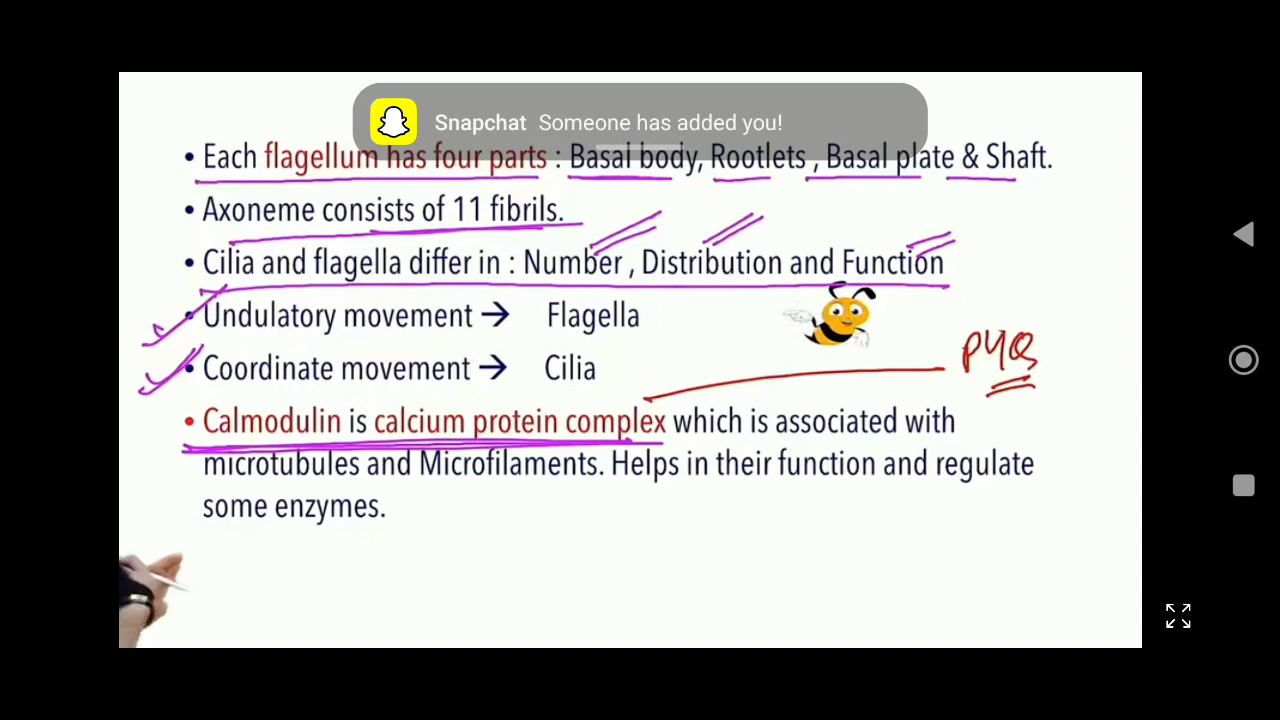 Snapchat Someone has added you!
• Each flagellum has four parts : Basal body, Rootlets , Basal plate & Shaft.
• Axoneme consists of 11 fibrils.
• Cilia and flagella differ in : Number , Distribution and Function
• Undulatory movement → Flagella
• Coordinate movement → Cilia
PYQ
• Calmodulin is calcium protein complex which is associated with
microtubules and Microfilaments. Helps in their function and regulate
some enzymes.